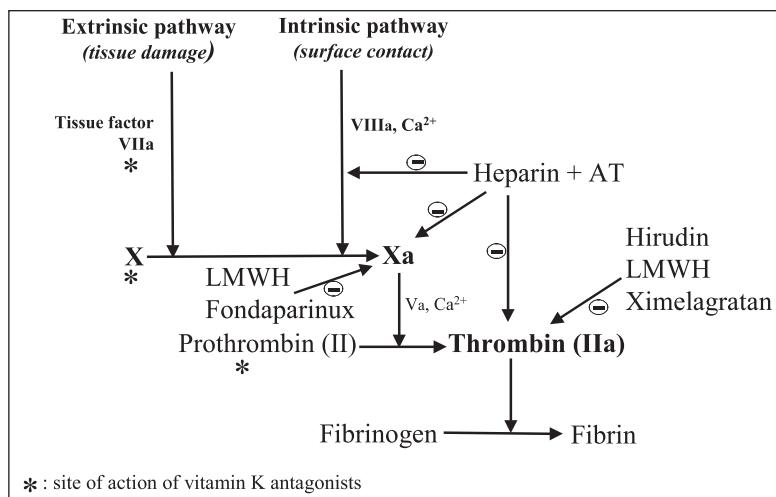 Extrinsic pathway
(tissue damage)
Intrinsic pathway
(surface contact)
Tissue factor
VIIa
*
VIIIa, Ca²⁺
Heparin + AT
X
*
Xa
LMWH
Fondaparinux
Va, Ca²⁺
Hirudin
LMWH
Ximelagratan
Prothrombin (II)
*
Thrombin (IIa)
Fibrinogen
Fibrin
* : site of action of vitamin K antagonists